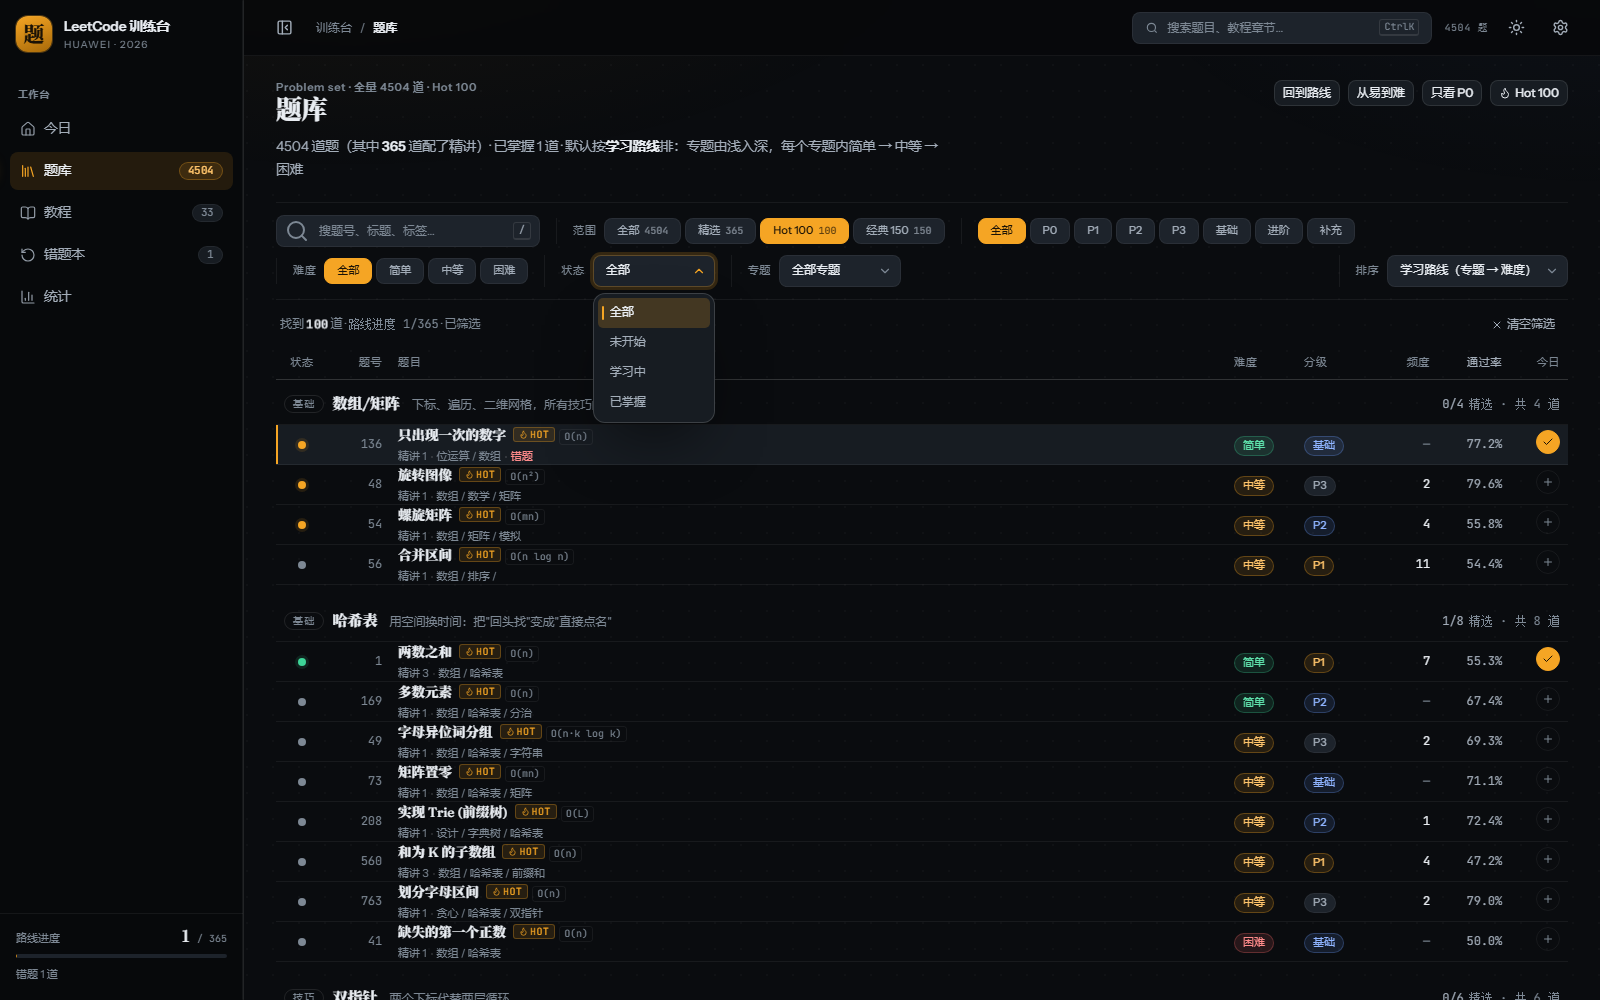 题
LeetCode 训练台
HUAWEI · 2026
工作台
今日
题库 4504
教程 33
错题本 1
统计
路线进度 1 / 365
错题 1 道
训练台 / 题库
搜索题目、教程章节... CtrlK
4504 题
Problem set · 全量 4504 道 · Hot 100
题库
4504 道题（其中 365 道配了精讲）· 已掌握 1 道 · 默认按学习路线排：专题由浅入深，每个专题内简单 → 中等 →
困难
回到路线 从易到难 只看 P0 Hot 100
搜题号、标题、标签... /
范围 全部 4504 精选 365 Hot 100 100 经典 150 150
全部 P0 P1 P2 P3 基础 进阶 补充
难度 全部 简单 中等 困难
状态 全部
专题 全部专题
排序 学习路线（专题 → 难度）
全部
未开始
学习中
已掌握
找到 100 道 · 路线进度 1/365 · 已筛选
× 清空筛选
状态 题号 题目 难度 分级 频度 通过率 今日
基础 数组/矩阵 下标、遍历、二维网格，所有技巧
0/4 精选 · 共 4 道
136 只出现一次的数字 HOT O(n) 简单 基础 — 77.2%
精讲 1 · 位运算 / 数组 · 错题
48 旋转图像 HOT O(n²) 中等 P3 2 79.6%
精讲 1 · 数组 / 数学 / 矩阵
54 螺旋矩阵 HOT O(mn) 中等 P2 4 55.8%
精讲 1 · 数组 / 矩阵 / 模拟
56 合并区间 HOT O(n log n) 中等 P1 11 54.4%
精讲 1 · 数组 / 排序 /
基础 哈希表 用空间换时间：把"回头找"变成"直接点名"
1/8 精选 · 共 8 道
1 两数之和 HOT O(n) 简单 P1 7 55.3%
精讲 3 · 数组 / 哈希表
169 多数元素 HOT O(n) 简单 P2 — 67.4%
精讲 1 · 数组 / 哈希表 / 分治
49 字母异位词分组 HOT O(n·k log k) 中等 P3 2 69.3%
精讲 1 · 数组 / 哈希表 / 字符串
73 矩阵置零 HOT O(mn) 中等 基础 — 71.1%
精讲 1 · 数组 / 哈希表 / 矩阵
208 实现 Trie (前缀树) HOT O(L) 中等 P2 1 72.4%
精讲 1 · 设计 / 字典树 / 哈希表
560 和为 K 的子数组 HOT O(n) 中等 P1 4 47.2%
精讲 3 · 数组 / 哈希表 / 前缀和
763 划分字母区间 HOT O(n) 中等 P3 2 79.0%
精讲 1 · 贪心 / 哈希表 / 双指针
41 缺失的第一个正数 HOT O(n) 困难 基础 — 50.0%
精讲 1 · 数组 / 哈希表
技巧 双指针 两个下标代替两层循环
0/6 精选 · 共 6 道